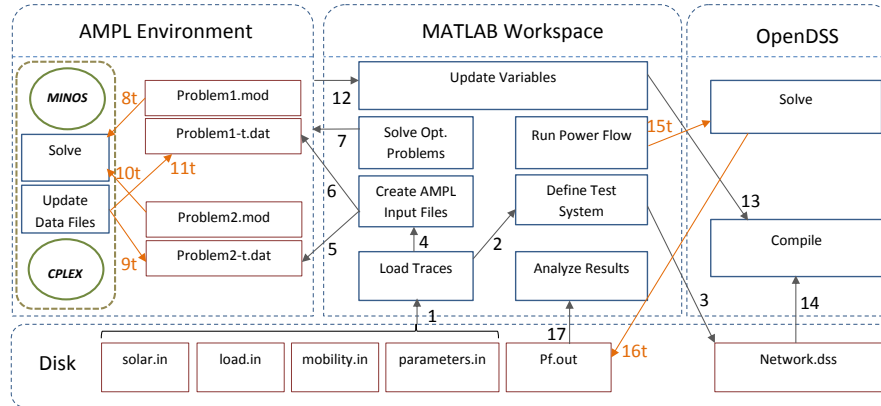 AMPL Environment
MATLAB Workspace
OpenDSS
MINOS
8t
Problem1.mod
Problem1-t.dat
Solve
10t
11t
Update
Data Files
Problem2.mod
Problem2-t.dat
9t
CPLEX
12
Update Variables
7
Solve Opt.
Problems
Run Power Flow
15t
Solve
6
Create AMPL
Input Files
Define Test
System
13
5
4
2
Compile
Load Traces
Analyze Results
3
14
1
17
16t
Disk
solar.in
load.in
mobility.in
parameters.in
Pf.out
Network.dss